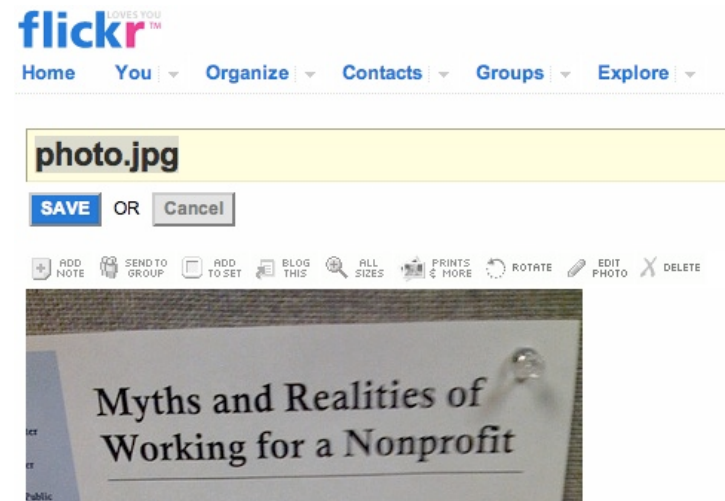 LOVES YOU
flickr™
Home You Organize Contacts Groups Explore
photo.jpg
SAVE OR Cancel
ADD NOTE SEND TO GROUP ADD TO SET BLOG THIS ALL SIZES PRINTS & MORE ROTATE EDIT PHOTO DELETE
Myths and Realities of
Working for a Nonprofit
Public